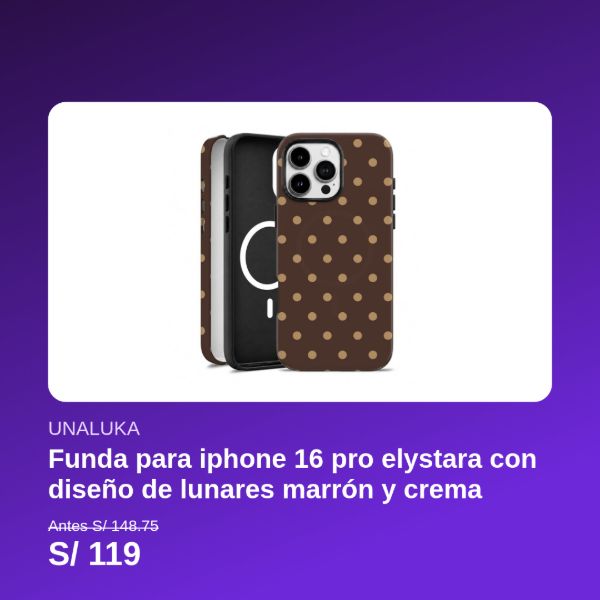 UNALUKA
Funda para iphone 16 pro elystara con
diseño de lunares marrón y crema
Antes S/ 148.75
S/ 119